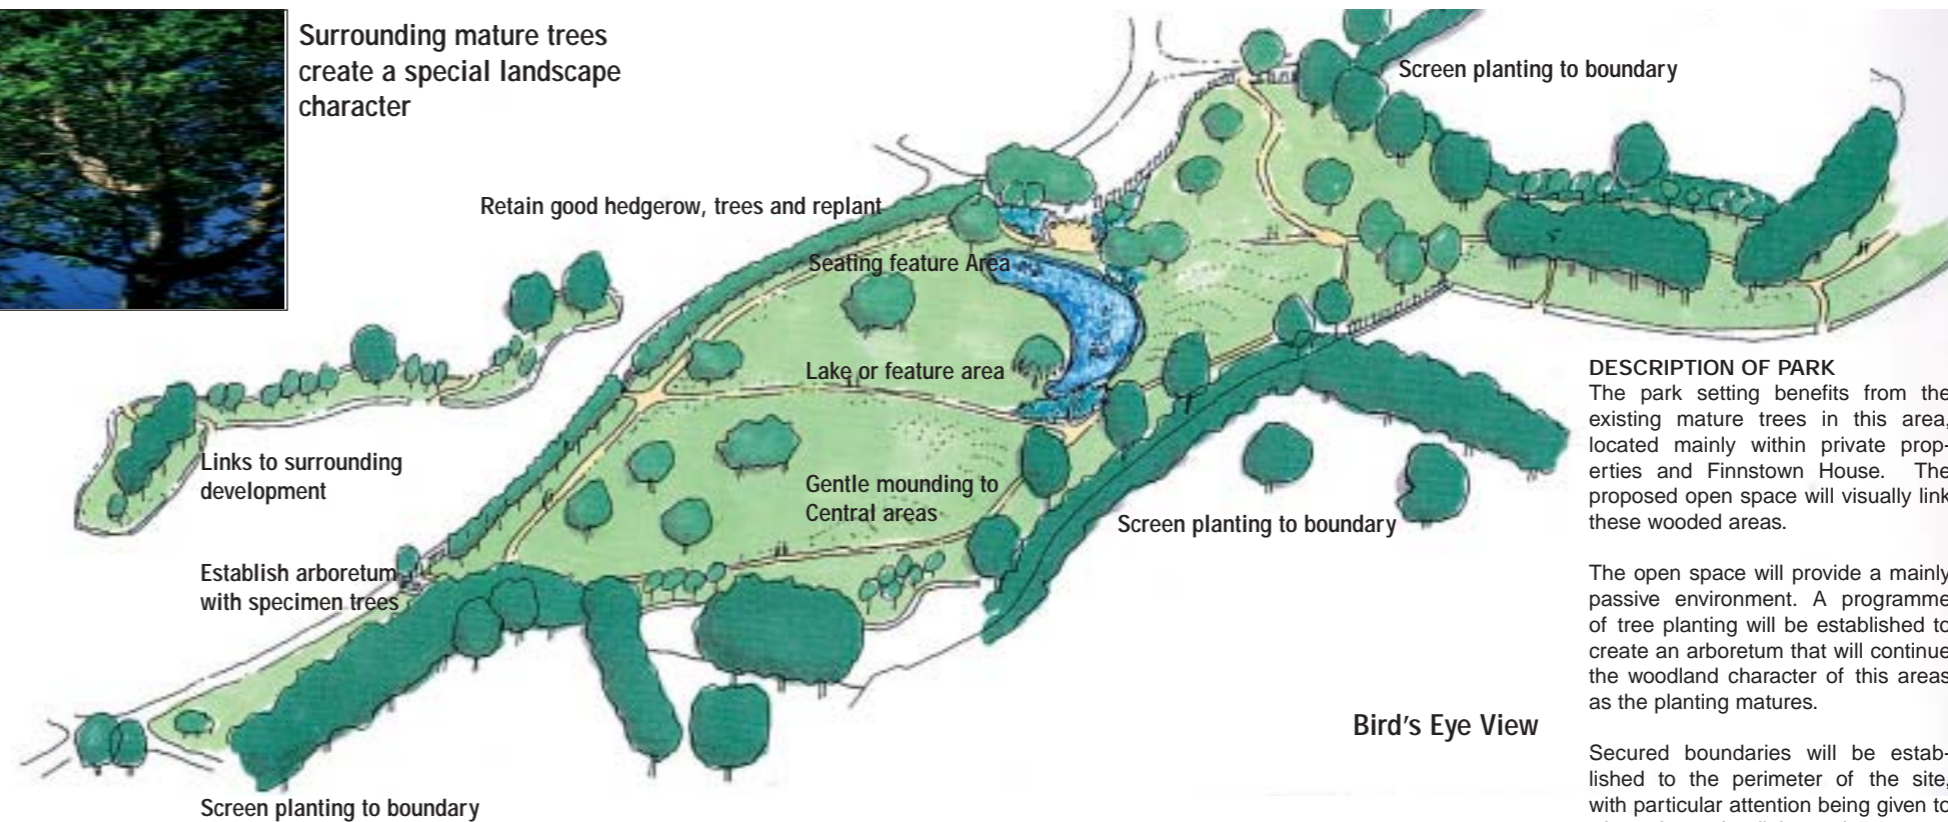 Surrounding mature trees
create a special landscape
character
Screen planting to boundary
Retain good hedgerow, trees and replant
Seating feature Area
Lake or feature area
Links to surrounding
development
Gentle mounding to
Central areas
Screen planting to boundary
Establish arboretum
with specimen trees
Bird's Eye View
Screen planting to boundary
DESCRIPTION OF PARK
The park setting benefits from the
existing mature trees in this area,
located mainly within private prop-
erties and Finnstown House. The
proposed open space will visually link
these wooded areas.
The open space will provide a mainly
passive environment. A programme
of tree planting will be established to
create an arboretum that will continue
the woodland character of this areas
as the planting matures.
Secured boundaries will be estab-
lished to the perimeter of the site,
with particular attention being given to